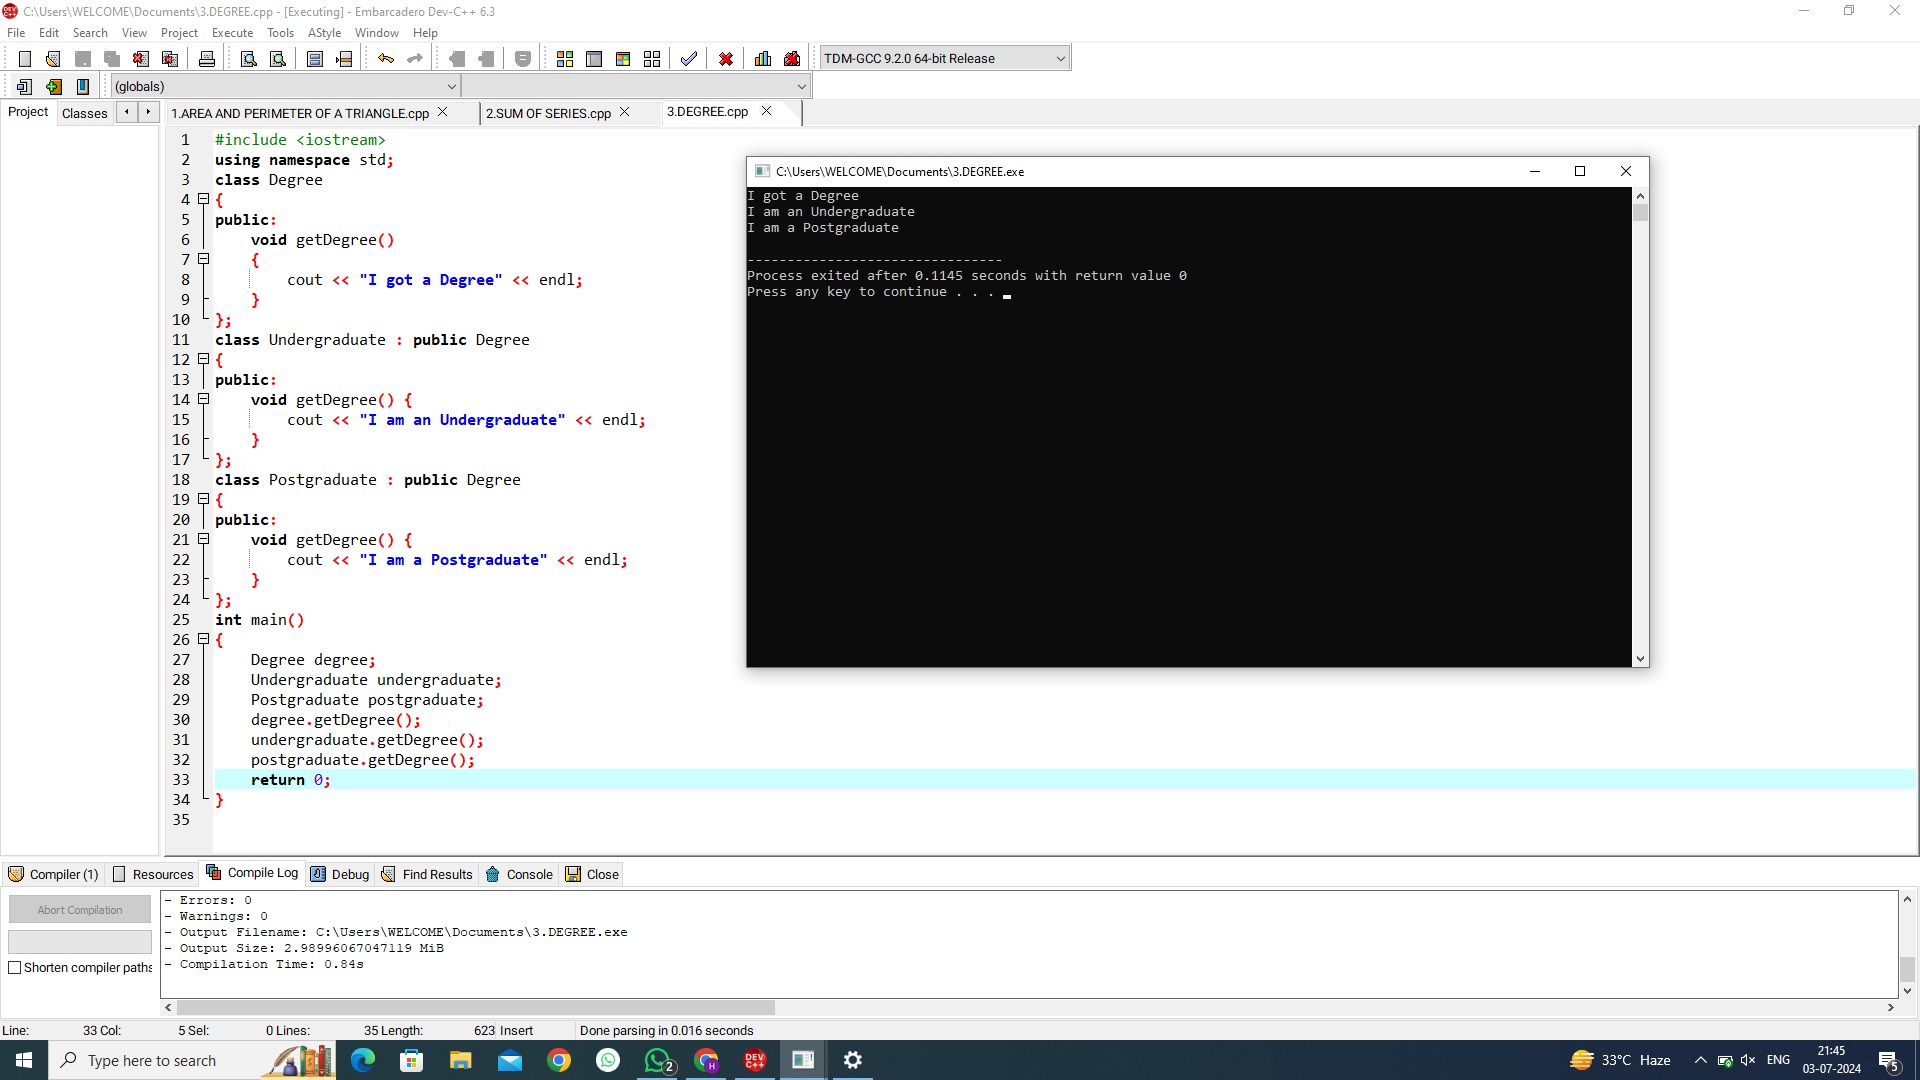 C:\Users\WELCOME\Documents\3.DEGREE.cpp - [Executing] - Embarcadero Dev-C++ 6.3
File Edit Search View Project Execute Tools AStyle Window Help
TDM-GCC 9.2.0 64-bit Release
(globals)
Project Classes
1.AREA AND PERIMETER OF A TRIANGLE.cpp 2.SUM OF SERIES.cpp 3.DEGREE.cpp
1 #include <iostream>
2 using namespace std;
3 class Degree
4 {
5 public:
6 void getDegree()
7 {
8 cout << "I got a Degree" << endl;
9 }
10 };
11 class Undergraduate : public Degree
12 {
13 public:
14 void getDegree() {
15 cout << "I am an Undergraduate" << endl;
16 }
17 };
18 class Postgraduate : public Degree
19 {
20 public:
21 void getDegree() {
22 cout << "I am a Postgraduate" << endl;
23 }
24 };
25 int main()
26 {
27 Degree degree;
28 Undergraduate undergraduate;
29 Postgraduate postgraduate;
30 degree.getDegree();
31 undergraduate.getDegree();
32 postgraduate.getDegree();
33 return 0;
34 }
35
C:\Users\WELCOME\Documents\3.DEGREE.exe
I got a Degree
I am an Undergraduate
I am a Postgraduate
--------------------------------
Process exited after 0.1145 seconds with return value 0
Press any key to continue . . .
Compiler (1) Resources Compile Log Debug Find Results Console Close
Abort Compilation
Shorten compiler paths
- Errors: 0
- Warnings: 0
- Output Filename: C:\Users\WELCOME\Documents\3.DEGREE.exe
- Output Size: 2.98996067047119 MiB
- Compilation Time: 0.84s
Line: 33 Col: 5 Sel: 0 Lines: 35 Length: 623 Insert Done parsing in 0.016 seconds
Type here to search
2
H
DEV C++
33°C Haze
ENG
21:45
03-07-2024
5